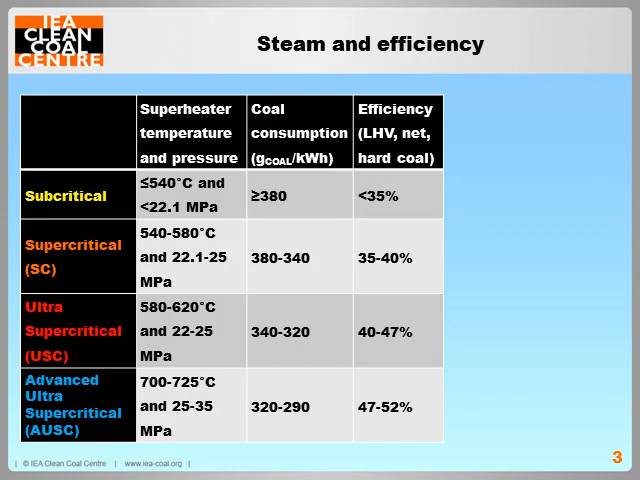 IEA
CLEAN
COAL
CENTRE
Steam and efficiency
Superheater
temperature
and pressure
Coal
consumption
(gCOAL/kWh)
Efficiency
(LHV, net,
hard coal)
Subcritical
≤540°C and
<22.1 MPa
≥380
<35%
Supercritical
(SC)
540-580°C
and 22.1-25
MPa
380-340
35-40%
Ultra
Supercritical
(USC)
580-620°C
and 22-25
MPa
340-320
40-47%
Advanced
Ultra
Supercritical
(AUSC)
700-725°C
and 25-35
MPa
320-290
47-52%
| © IEA Clean Coal Centre | www.iea-coal.org |
3